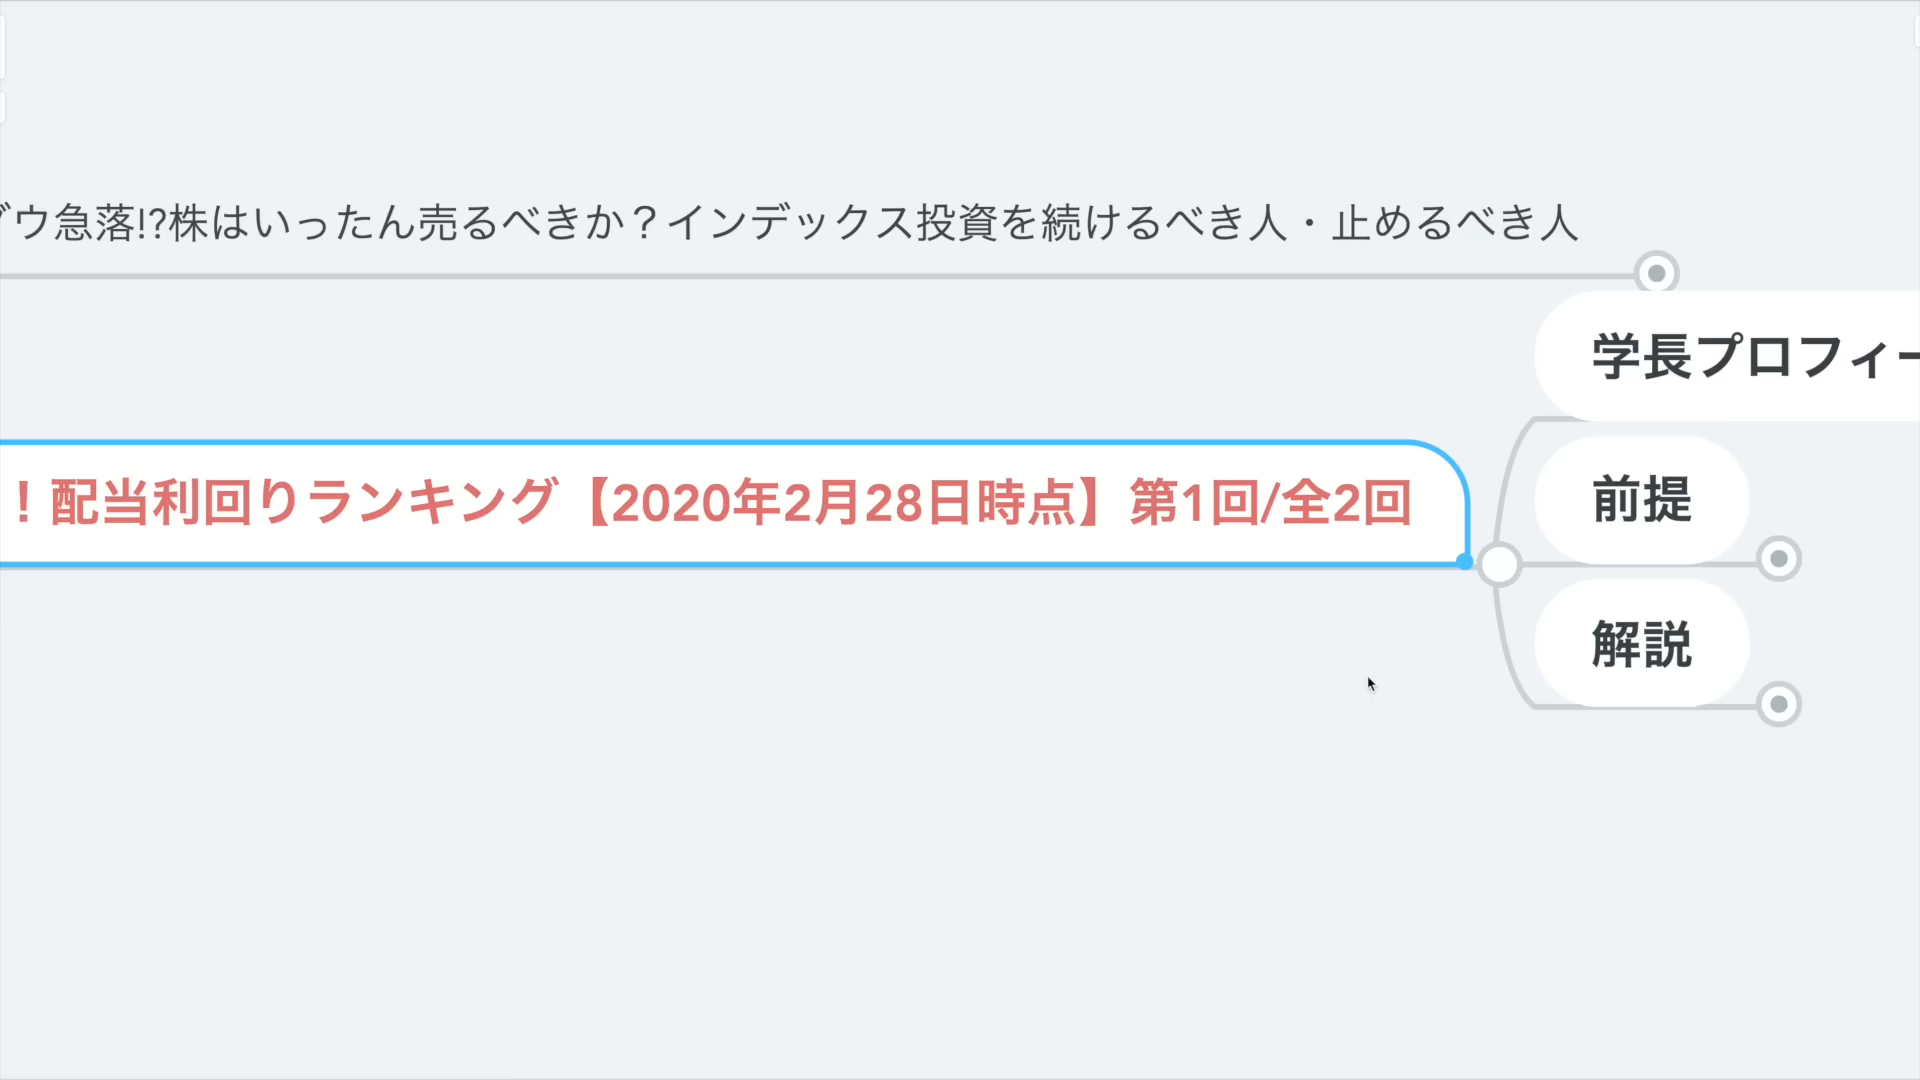 ダウ急落!?株はいったん売るべきか？インデックス投資を続けるべき人・止めるべき人
学長プロフィー
！配当利回りランキング【2020年2月28日時点】第1回/全2回
前提
解説